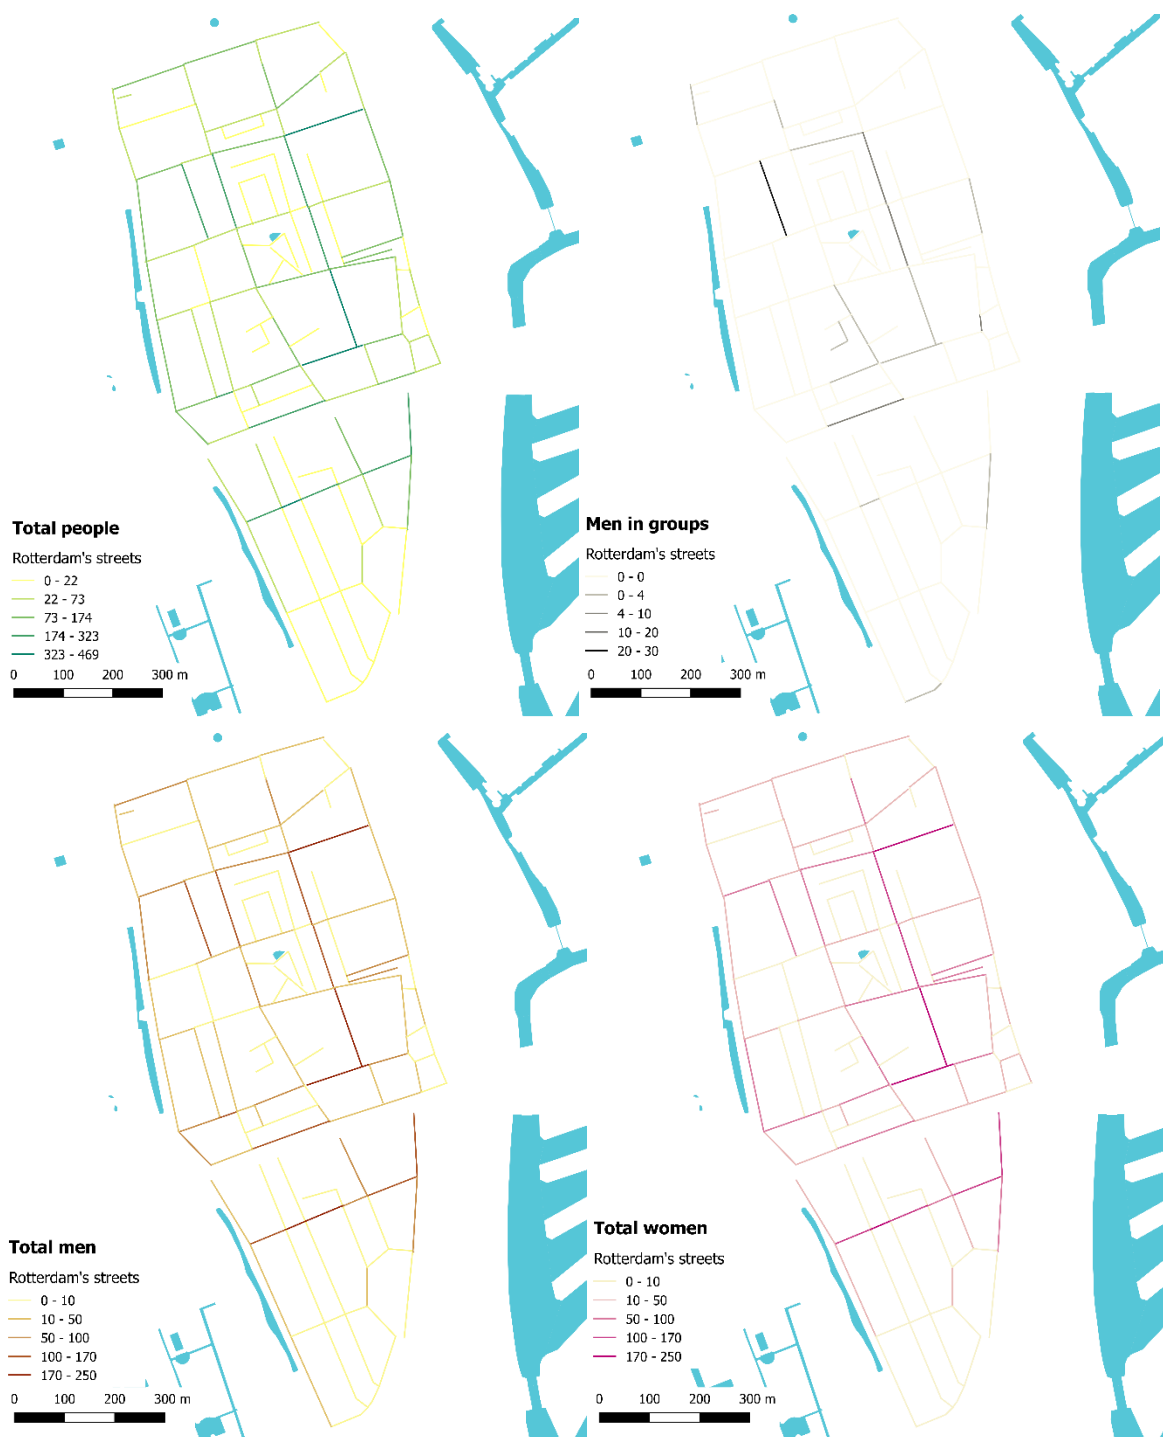 Total people
Rotterdam's streets
0 - 22
22 - 73
73 - 174
174 - 323
323 - 469
0 100 200 300 m
Men in groups
Rotterdam's streets
0 - 0
0 - 4
4 - 10
10 - 20
20 - 30
0 100 200 300 m
Total men
Rotterdam's streets
0 - 10
10 - 50
50 - 100
100 - 170
170 - 250
0 100 200 300 m
Total women
Rotterdam's streets
0 - 10
10 - 50
50 - 100
100 - 170
170 - 250
0 100 200 300 m